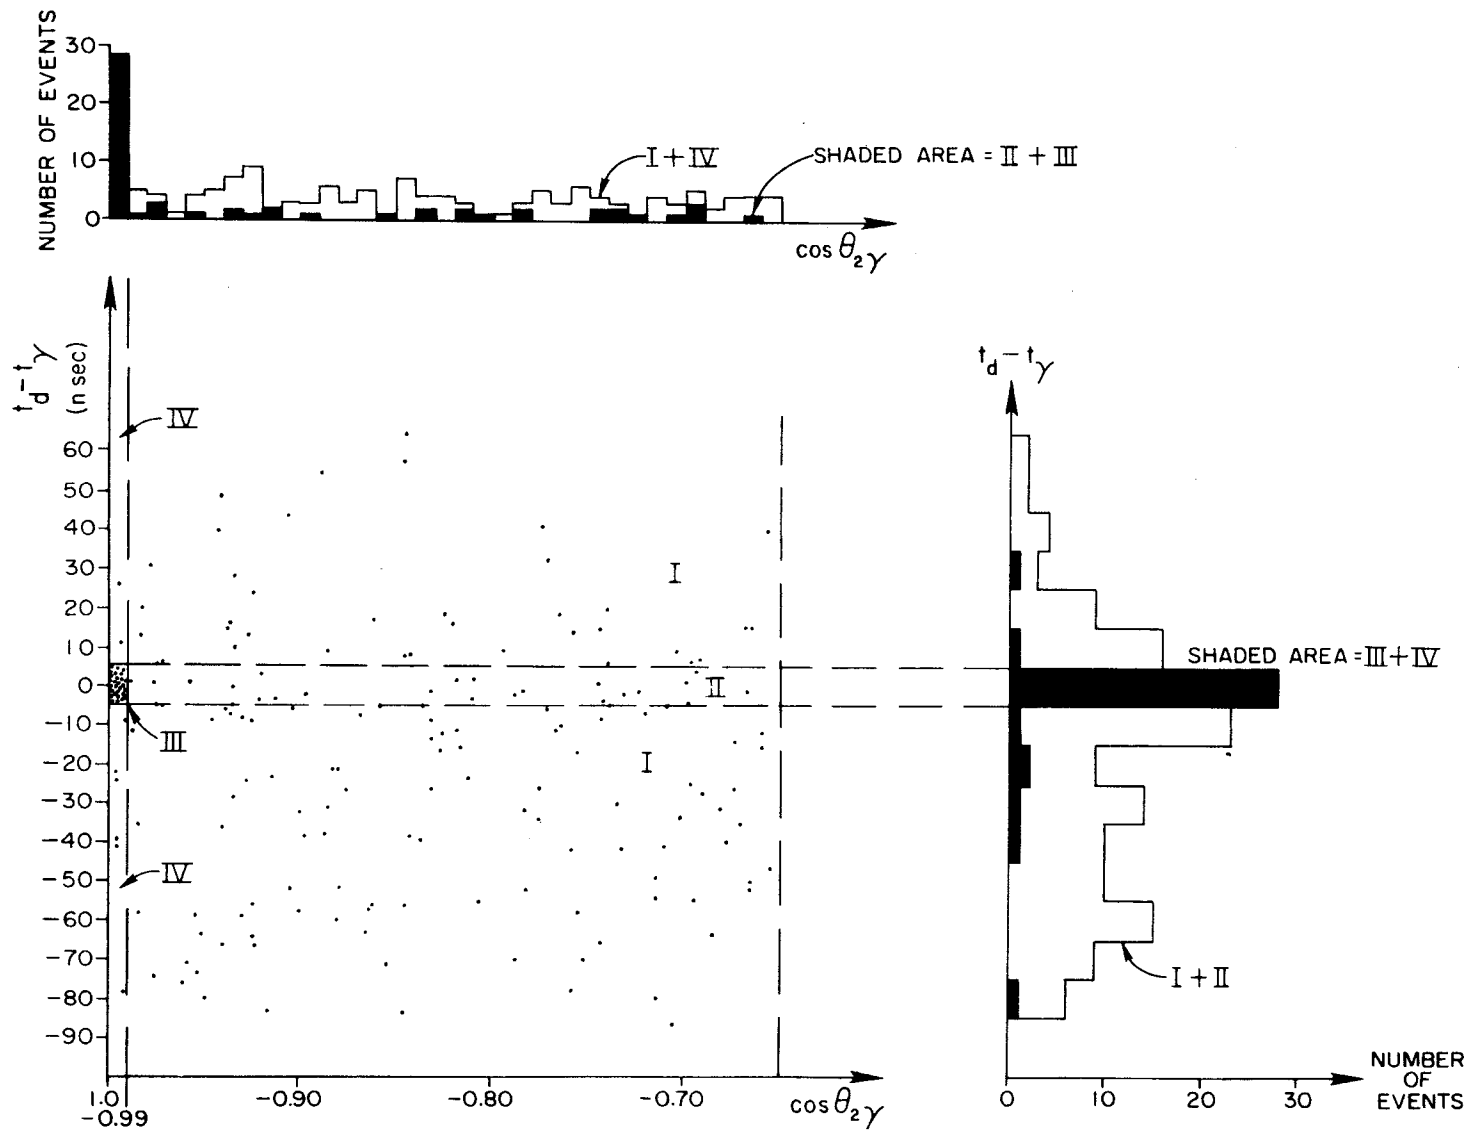 NUMBER OF EVENTS
30
20
10
0
I + IV
SHADED AREA = II + III
cos θ2γ
td – tγ
(n sec)
IV
60
50
40
30
20
10
0
−10
−20
−30
−40
−50
−60
−70
−80
−90
I
II
III
I
IV
1.0
−0.99
−0.90
−0.80
−0.70
cos θ2γ
td – tγ
SHADED AREA = III + IV
I + II
0
10
20
30
NUMBER
OF
EVENTS